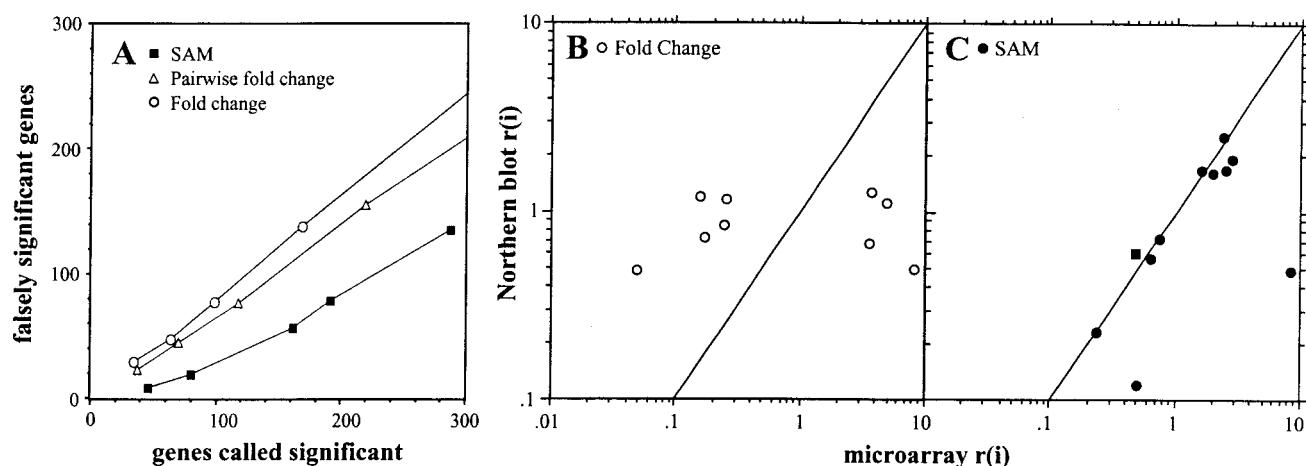 A
SAM
Pairwise fold change
Fold change
300
200
100
0
0
100
200
300
falsely significant genes
genes called significant
B
Fold Change
10
1
.1
.01
.1
1
10
Northern blot r(i)
C
SAM
.1
1
10
microarray r(i)